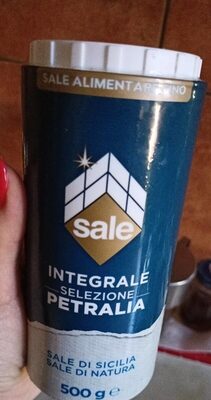 SALE ALIMENTARE FINO
sale
INTEGRALE
SELEZIONE
PETRALIA
SALE DI SICILIA
SALE DI NATURA
500 g e